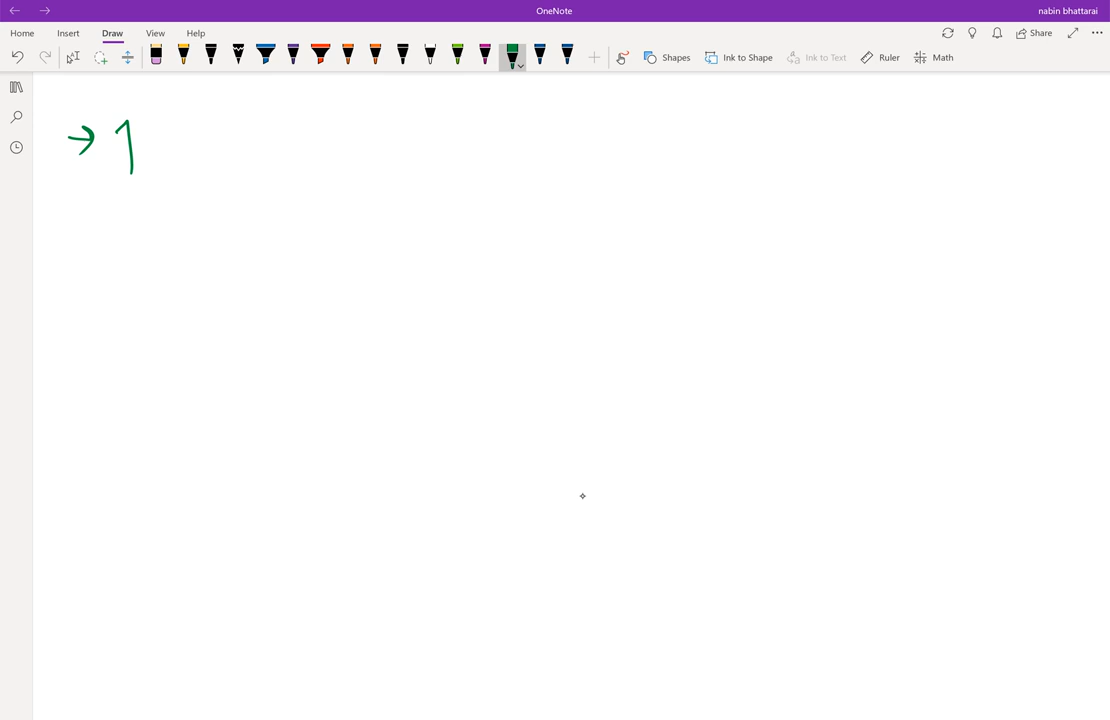 OneNote
nabin bhattarai
Home Insert Draw View Help
Share
Shapes Ink to Shape Ink to Text Ruler Math
→ 1